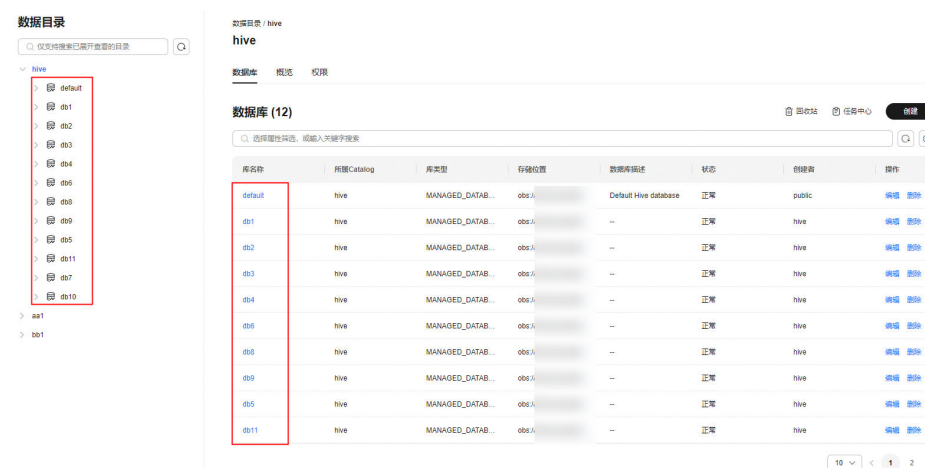 数据目录
仅支持搜索已展开查看的目录
hive
default
db1
db2
db3
db4
db6
db8
db9
db5
db11
db7
db10
aa1
bb1
数据目录 / hive
hive
数据库 概览 权限
数据库 (12) 回收站 任务中心 创建
选择属性筛选，或输入关键字搜索
库名称 所属Catalog 库类型 存储位置 数据库描述 状态 创建者 操作
default hive MANAGED_DATAB... obs:/ Default Hive database 正常 public 编辑 删除
db1 hive MANAGED_DATAB... obs:/ -- 正常 hive 编辑 删除
db2 hive MANAGED_DATAB... obs:/ -- 正常 hive 编辑 删除
db3 hive MANAGED_DATAB... obs:/ -- 正常 hive 编辑 删除
db4 hive MANAGED_DATAB... obs:/ -- 正常 hive 编辑 删除
db6 hive MANAGED_DATAB... obs:/ -- 正常 hive 编辑 删除
db8 hive MANAGED_DATAB... obs:/ -- 正常 hive 编辑 删除
db9 hive MANAGED_DATAB... obs:/ -- 正常 hive 编辑 删除
db5 hive MANAGED_DATAB... obs:/ -- 正常 hive 编辑 删除
db11 hive MANAGED_DATAB... obs:/ -- 正常 hive 编辑 删除
10 < 1 2